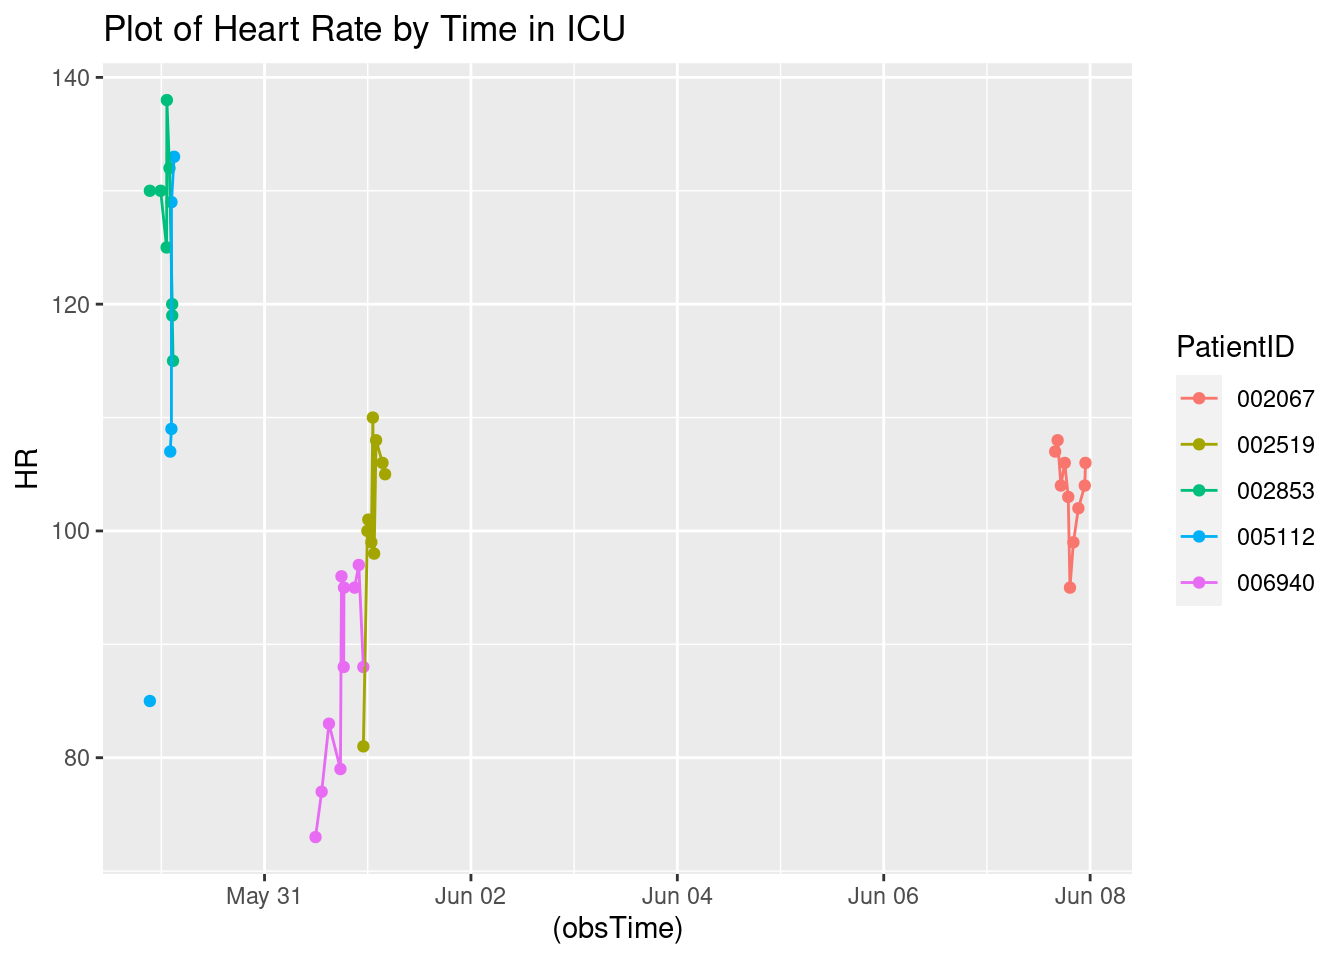 Plot of Heart Rate by Time in ICU
140
120
100
80
HR
May 31
Jun 02
Jun 04
Jun 06
Jun 08
(obsTime)
PatientID
002067
002519
002853
005112
006940